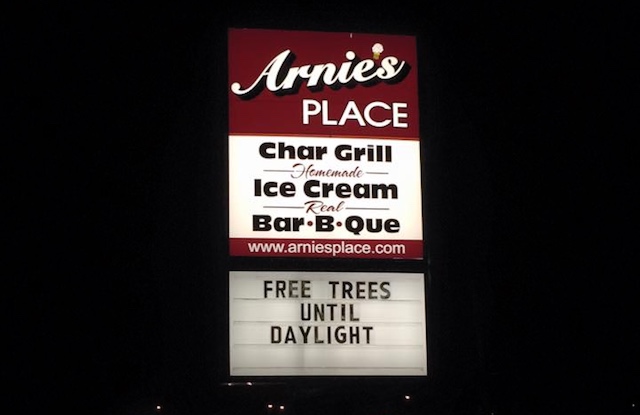 Arnie's
PLACE
Char Grill
Homemade
Ice Cream
Real
Bar•B•Que
www.arniesplace.com
FREE TREES
UNTIL
DAYLIGHT